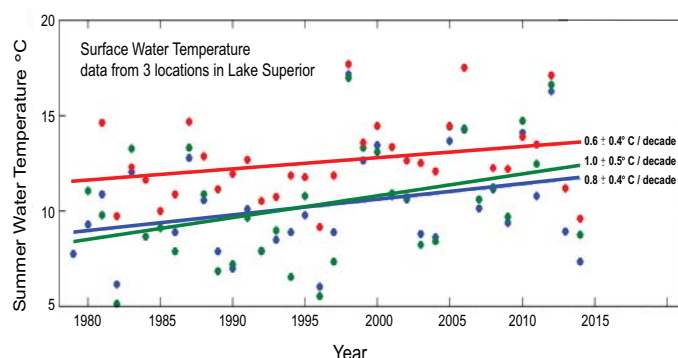 Summer Water Temperature °C
20
15
10
5
Surface Water Temperature
data from 3 locations in Lake Superior
0.6 ± 0.4° C / decade
1.0 ± 0.5° C / decade
0.8 ± 0.4° C / decade
1980 1985 1990 1995 2000 2005 2010 2015
Year